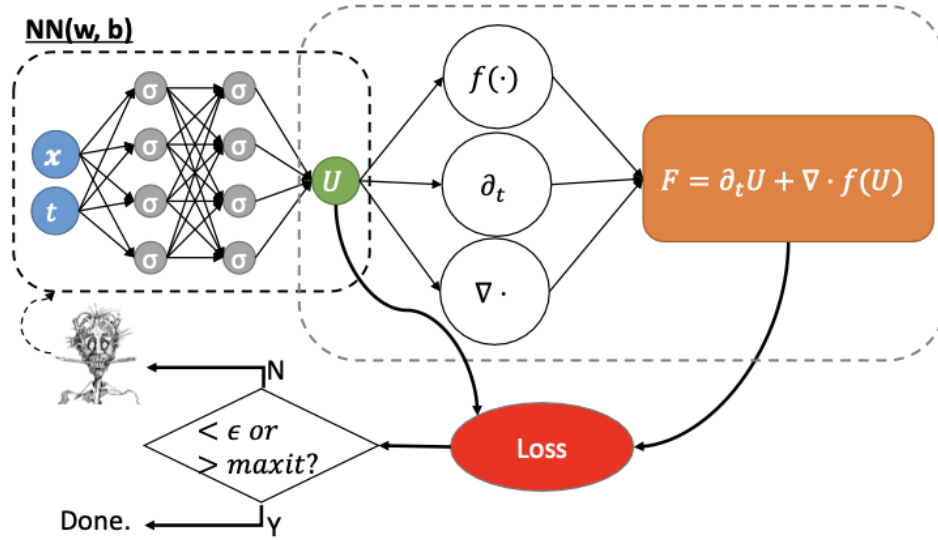 NN(w, b)
x
t
σ σ
σ σ
σ σ
σ σ
U
f(·)
∂ₜ
∇ ·
F = ∂ₜU + ∇ · f(U)
N
< ϵ or
> maxit?
Loss
Done.
Y